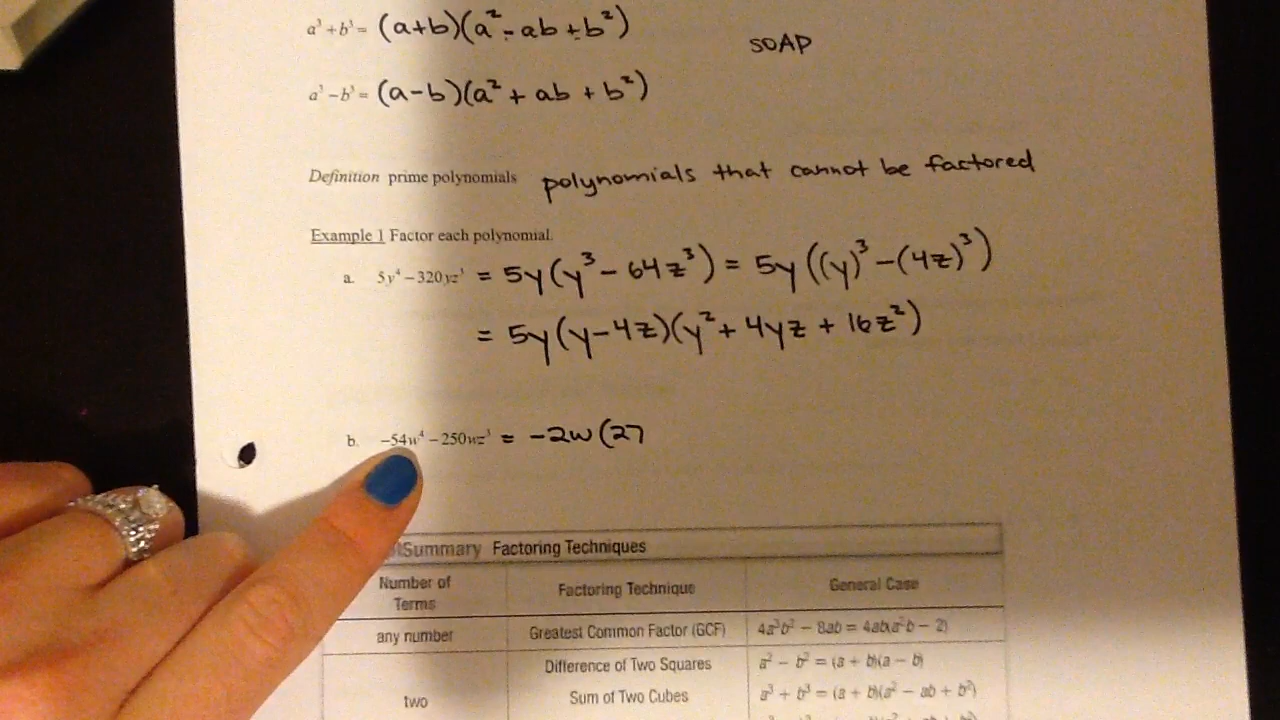 a³ + b³ = (a+b)(a² - ab + b²)
SOAP
a³ - b³ = (a-b)(a² + ab + b²)
Definition prime polynomials polynomials that cannot be factored
Example 1 Factor each polynomial.
a. 5y⁴ - 320yz³ = 5y(y³ - 64z³) = 5y((y)³ - (4z)³)
= 5y(y-4z)(y² + 4yz + 16z²)
b. -54w⁴ - 250wz³ = -2w(27
Summary Factoring Techniques
Number of Terms Factoring Technique General Case
any number Greatest Common Factor (GCF) 4a³b² - 8ab = 4ab(a²b - 2)
two Difference of Two Squares a² - b² = (a + b)(a - b)
Sum of Two Cubes a³ + b³ = (a + b)(a² - ab + b²)